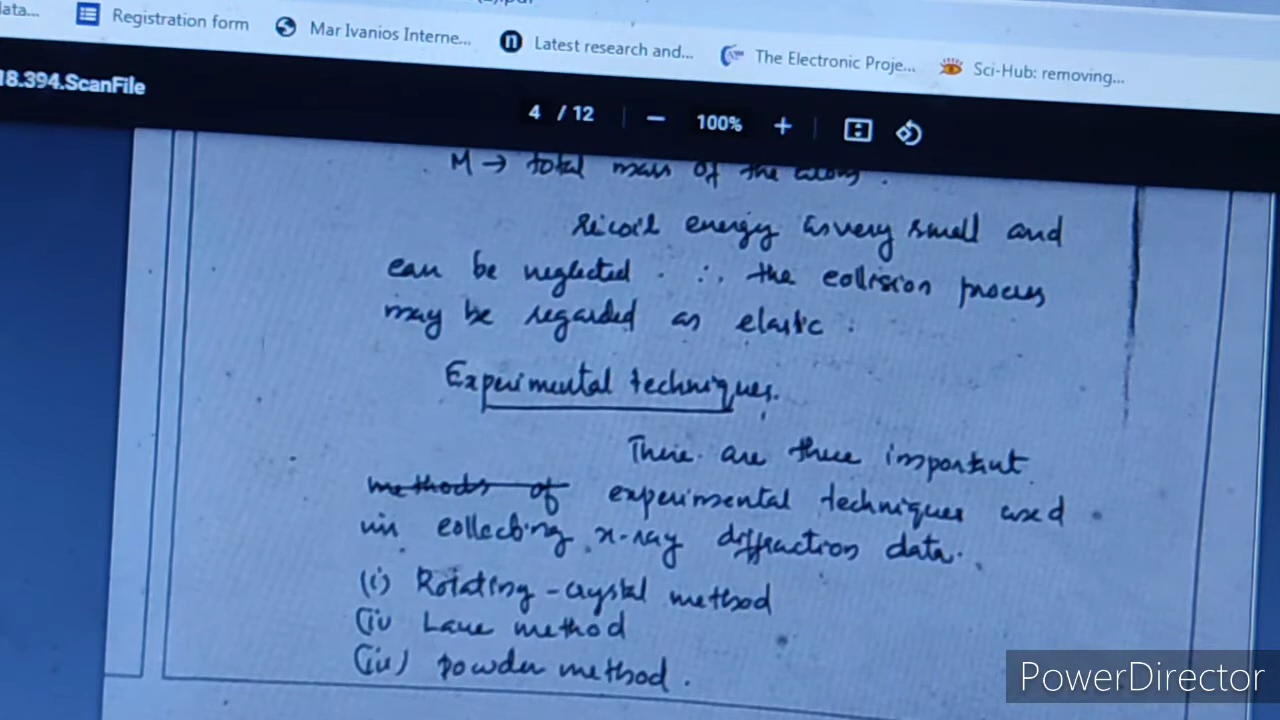 ata...
Registration form
Mar Ivanios Interne...
Latest research and...
The Electronic Proje...
Sci-Hub: removing...
18.394.ScanFile
4 / 12
100%
M → total mass of the
Recoil energy is very small and
can be neglected. ∴ the collision process
may be regarded as elastic.
Experimental techniques.
There are three important
methods of experimental techniques used
in collecting x-ray diffraction data.
(i) Rotating-crystal method
(ii) Laue method
(iii) powder method.
PowerDirector